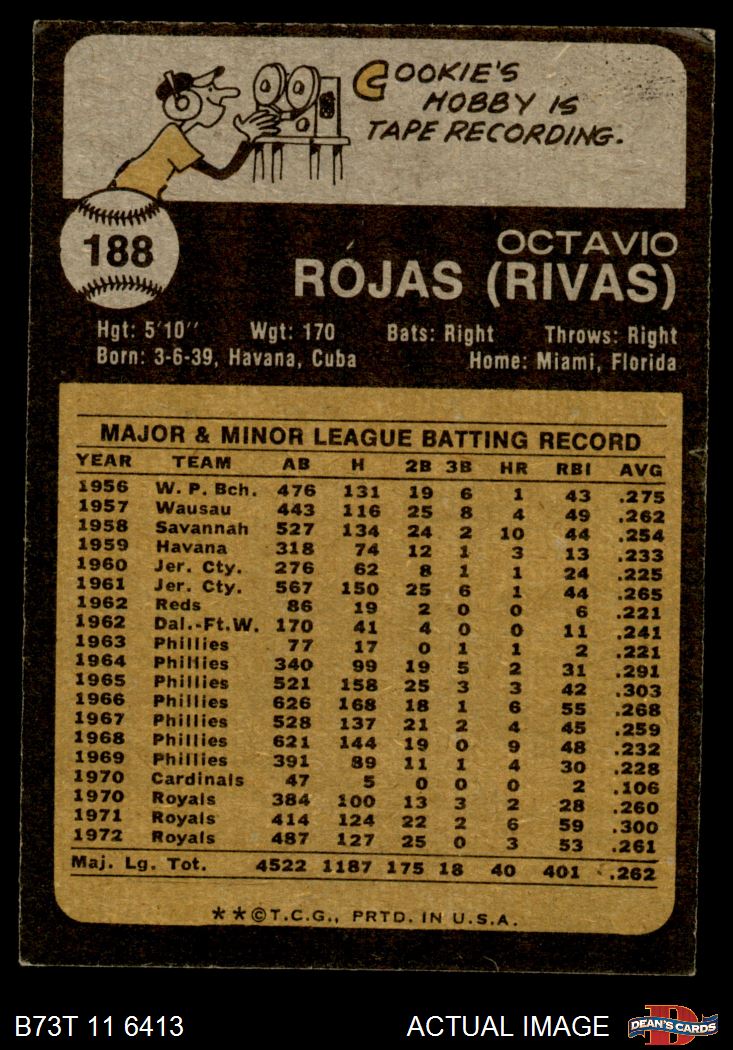 COOKIE'S
HOBBY IS
TAPE RECORDING.
188
OCTAVIO
RÓJAS (RIVAS)
Hgt: 5'10" Wgt: 170 Bats: Right Throws: Right
Born: 3-6-39, Havana, Cuba Home: Miami, Florida
MAJOR & MINOR LEAGUE BATTING RECORD
YEAR TEAM AB H 2B 3B HR RBI AVG
1956 W. P. Bch. 476 131 19 6 1 43 .275
1957 Wausau 443 116 25 8 4 49 .262
1958 Savannah 527 134 24 2 10 44 .254
1959 Havana 318 74 12 1 3 13 .233
1960 Jer. Cty. 276 62 8 1 1 24 .225
1961 Jer. Cty. 567 150 25 6 1 44 .265
1962 Reds 86 19 2 0 0 6 .221
1962 Dal.-Ft.W. 170 41 4 0 0 11 .241
1963 Phillies 77 17 0 1 1 2 .221
1964 Phillies 340 99 19 5 2 31 .291
1965 Phillies 521 158 25 3 3 42 .303
1966 Phillies 626 168 18 1 6 55 .268
1967 Phillies 528 137 21 2 4 45 .259
1968 Phillies 621 144 19 0 9 48 .232
1969 Phillies 391 89 11 1 4 30 .228
1970 Cardinals 47 5 0 0 0 2 .106
1970 Royals 384 100 13 3 2 28 .260
1971 Royals 414 124 22 2 6 59 .300
1972 Royals 487 127 25 0 3 53 .261
Maj. Lg. Tot. 4522 1187 175 18 40 401 .262
**©T.C.G., PRTD. IN U.S.A.
B73T 11 6413 ACTUAL IMAGE
D
DEAN'S CARDS